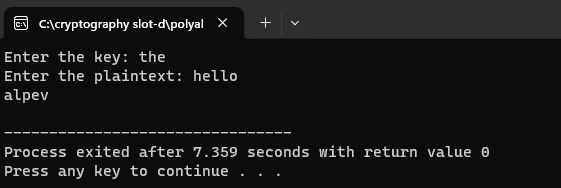 C:\cryptography slot-d\polyal
Enter the key: the
Enter the plaintext: hello
alpev
--------------------------------
Process exited after 7.359 seconds with return value 0
Press any key to continue . . .